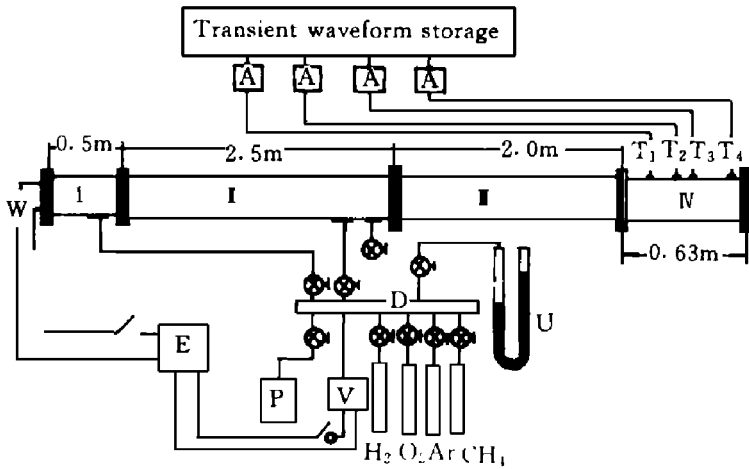 Transient waveform storage
A A A A
0.5m 2.5m 2.0m T1 T2 T3 T4
W 1 I II IV
0.63m
D U
E P V
H2 O2 Ar CH4